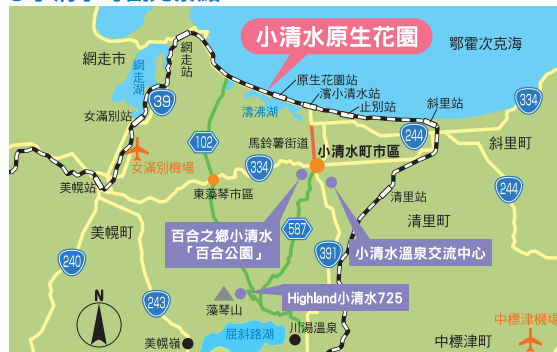 小清水原生花園
鄂霍次克海
網走市
網走湖
網走站
原生花園站
濱小清水站
止別站
斜里站
334
女滿別站
39
濤沸湖
244
斜里町
102
馬鈴薯街道
小清水町市區
女滿別機場
334
美幌站
東藻琴市區
清里站
244
清里町
美幌町
百合之鄉小清水
「百合公園」
587
391
小清水溫泉交流中心
240
243
N
藻琴山
Highland小清水725
中標津機場
美幌嶺
屈斜路湖
川湯溫泉
中標津町